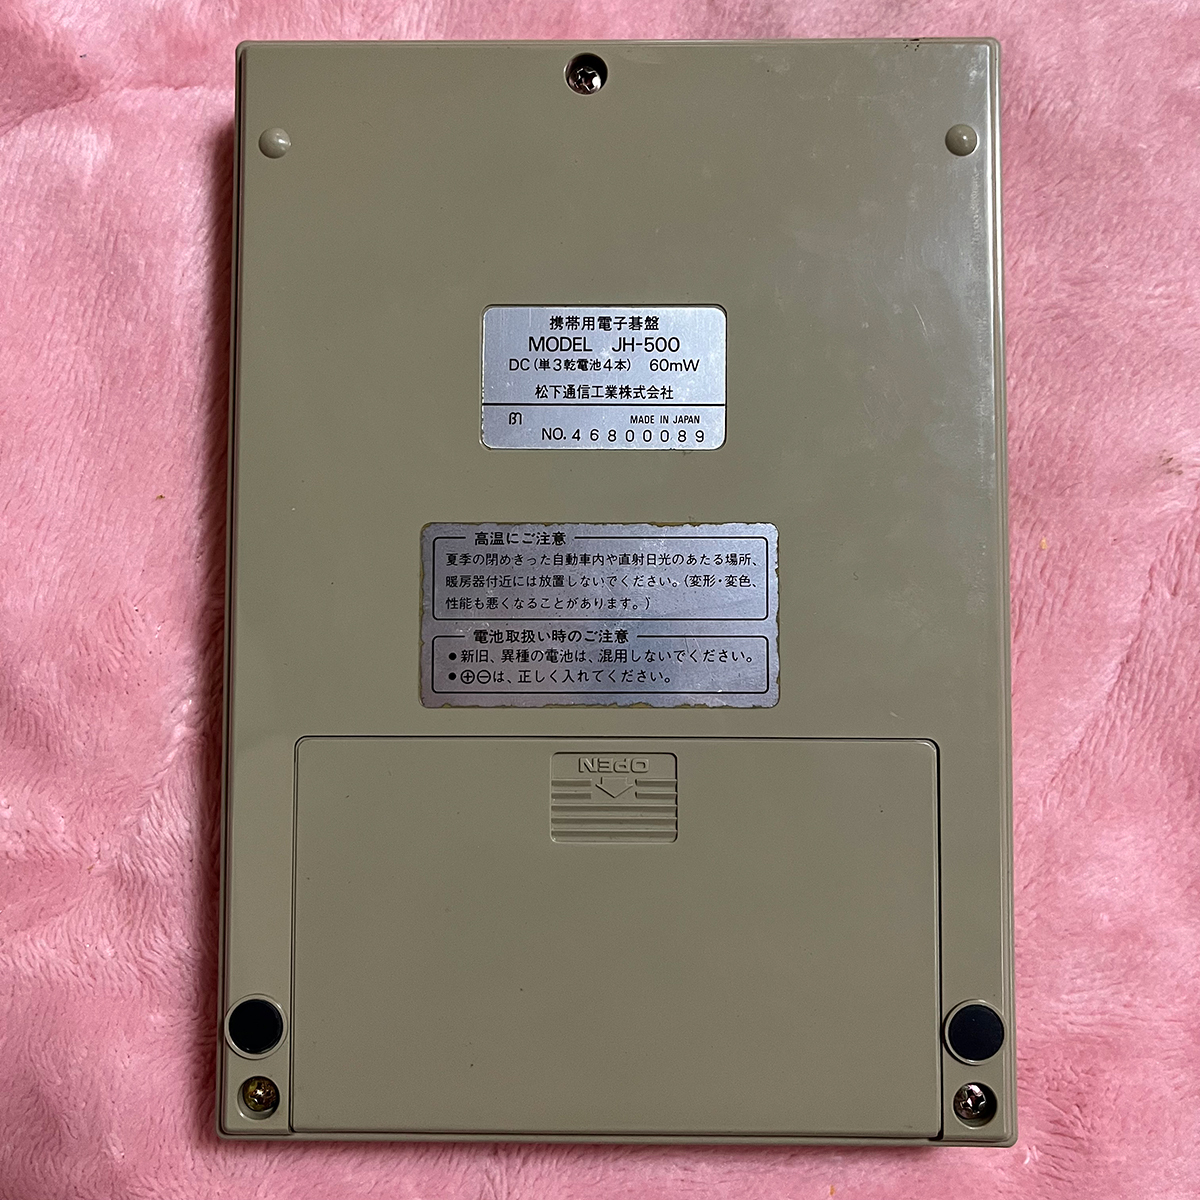 携帯用電子碁盤
MODEL JH-500
DC(単3乾電池4本) 60mW
松下通信工業株式会社
MADE IN JAPAN
NO. 46800089
高温にご注意
夏季の閉めきった自動車内や直射日光のあたる場所、
暖房器付近には放置しないでください。(変形・変色、
性能も悪くなることがあります。)
電池取扱い時のご注意
●新旧、異種の電池は、混用しないでください。
●⊕⊖は、正しく入れてください。
OPEN